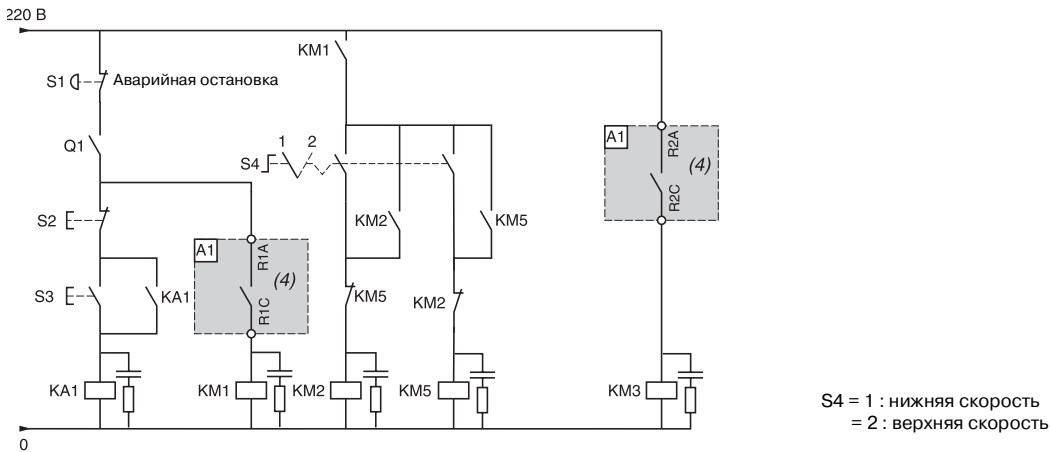 220 В
KM1
S1
Аварийная остановка
Q1
1
2
S4
A1
R2A
(4)
R2C
S2
KM2
KM5
A1
R1A
(4)
R1C
S3
KA1
KM5
KM2
KA1
KM1
KM2
KM5
KM3
S4 = 1 : нижняя скорость
= 2 : верхняя скорость
0